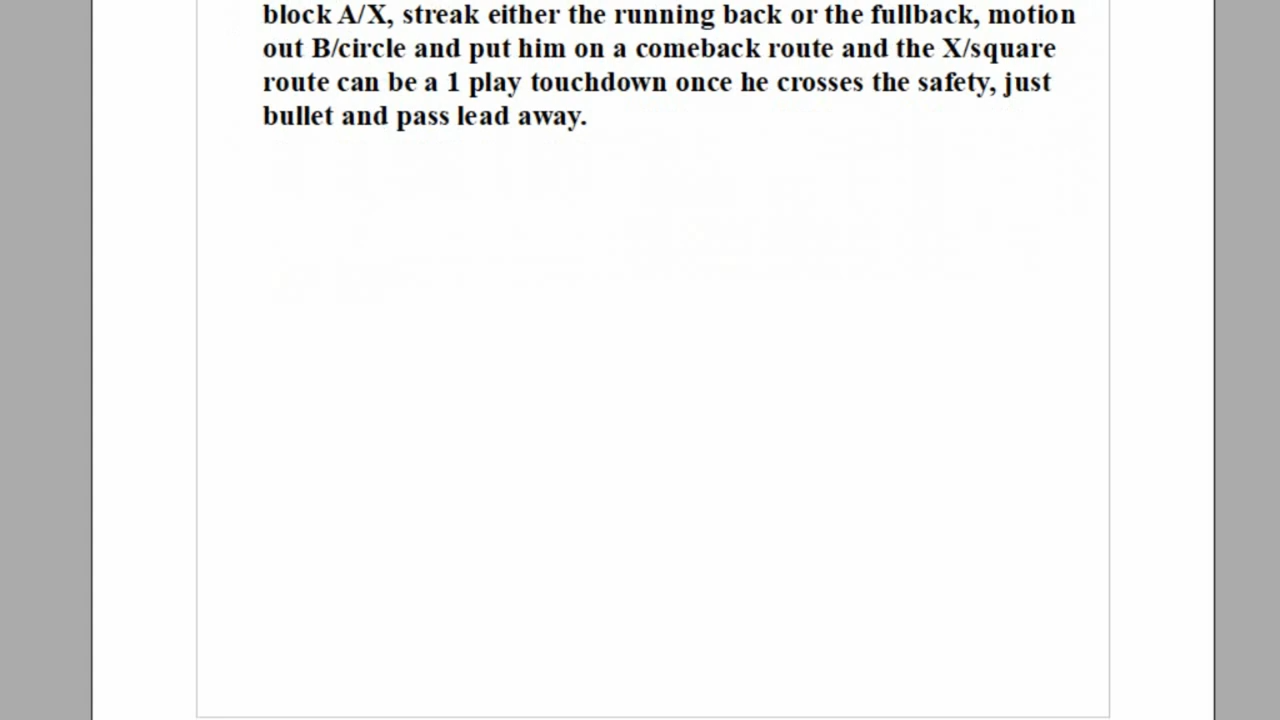 block A/X, streak either the running back or the fullback, motion
out B/circle and put him on a comeback route and the X/square
route can be a 1 play touchdown once he crosses the safety, just
bullet and pass lead away.